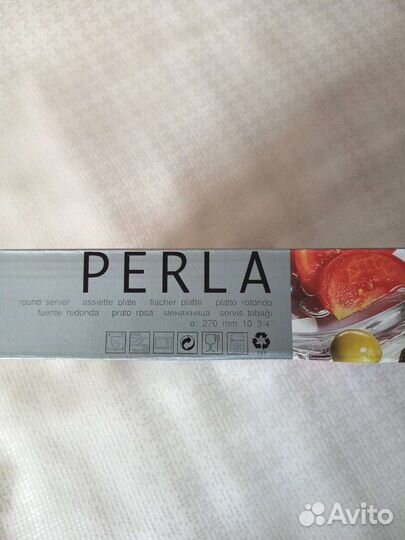 PERLA
round server assiette plate flacher platte piatto rotondo
fuente redonda prato rosa менажница servis tabaği
ø : 270 mm 10 3/4"
Avito